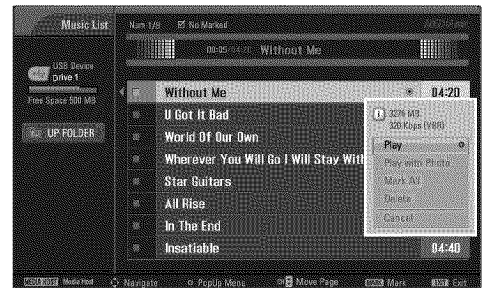 Music List
Num 1/8 No Marked
00:05/04:20 Without Me
USB Device
Drive 1
Free Space 500 MB
UP FOLDER
Without Me 04:20
U Got It Bad
World Of Our Own
Wherever You Will Go I Will Stay With
Star Guitars
All Rise
In The End
Insatiable 04:40
i 3276 MB
320 Kbps (VBR)
Play
Play with Photo
Mark All
Delete
Cancel
Navigate PopUp Menu Move Page Mark Exit